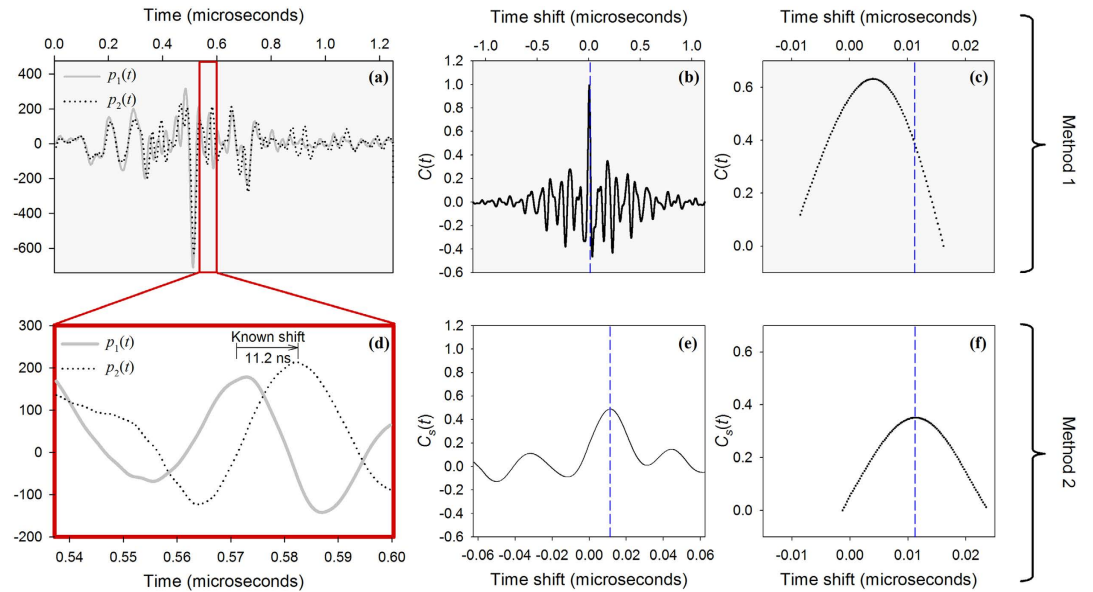 Time (microseconds)
0.0 0.2 0.4 0.6 0.8 1.0 1.2
400
200
0
-200
-400
-600
p1(t)
p2(t)
(a)
Time shift (microseconds)
-1.0 -0.5 0.0 0.5 1.0
1.2
1.0
0.8
0.6
0.4
0.2
0.0
-0.2
-0.4
-0.6
C(t)
(b)
Time shift (microseconds)
-0.01 0.00 0.01 0.02
0.6
0.4
0.2
0.0
C(t)
(c)
Method 1
300
200
100
0
-100
-200
p1(t)
p2(t)
Known shift
11.2 ns
(d)
0.54 0.55 0.56 0.57 0.58 0.59 0.60
Time (microseconds)
1.2
1.0
0.8
0.6
0.4
0.2
0.0
-0.2
-0.4
-0.6
Cs(t)
(e)
-0.06 -0.04 -0.02 0.00 0.02 0.04 0.06
Time shift (microseconds)
0.6
0.4
0.2
0.0
Cs(t)
(f)
-0.01 0.00 0.01 0.02
Time shift (microseconds)
Method 2